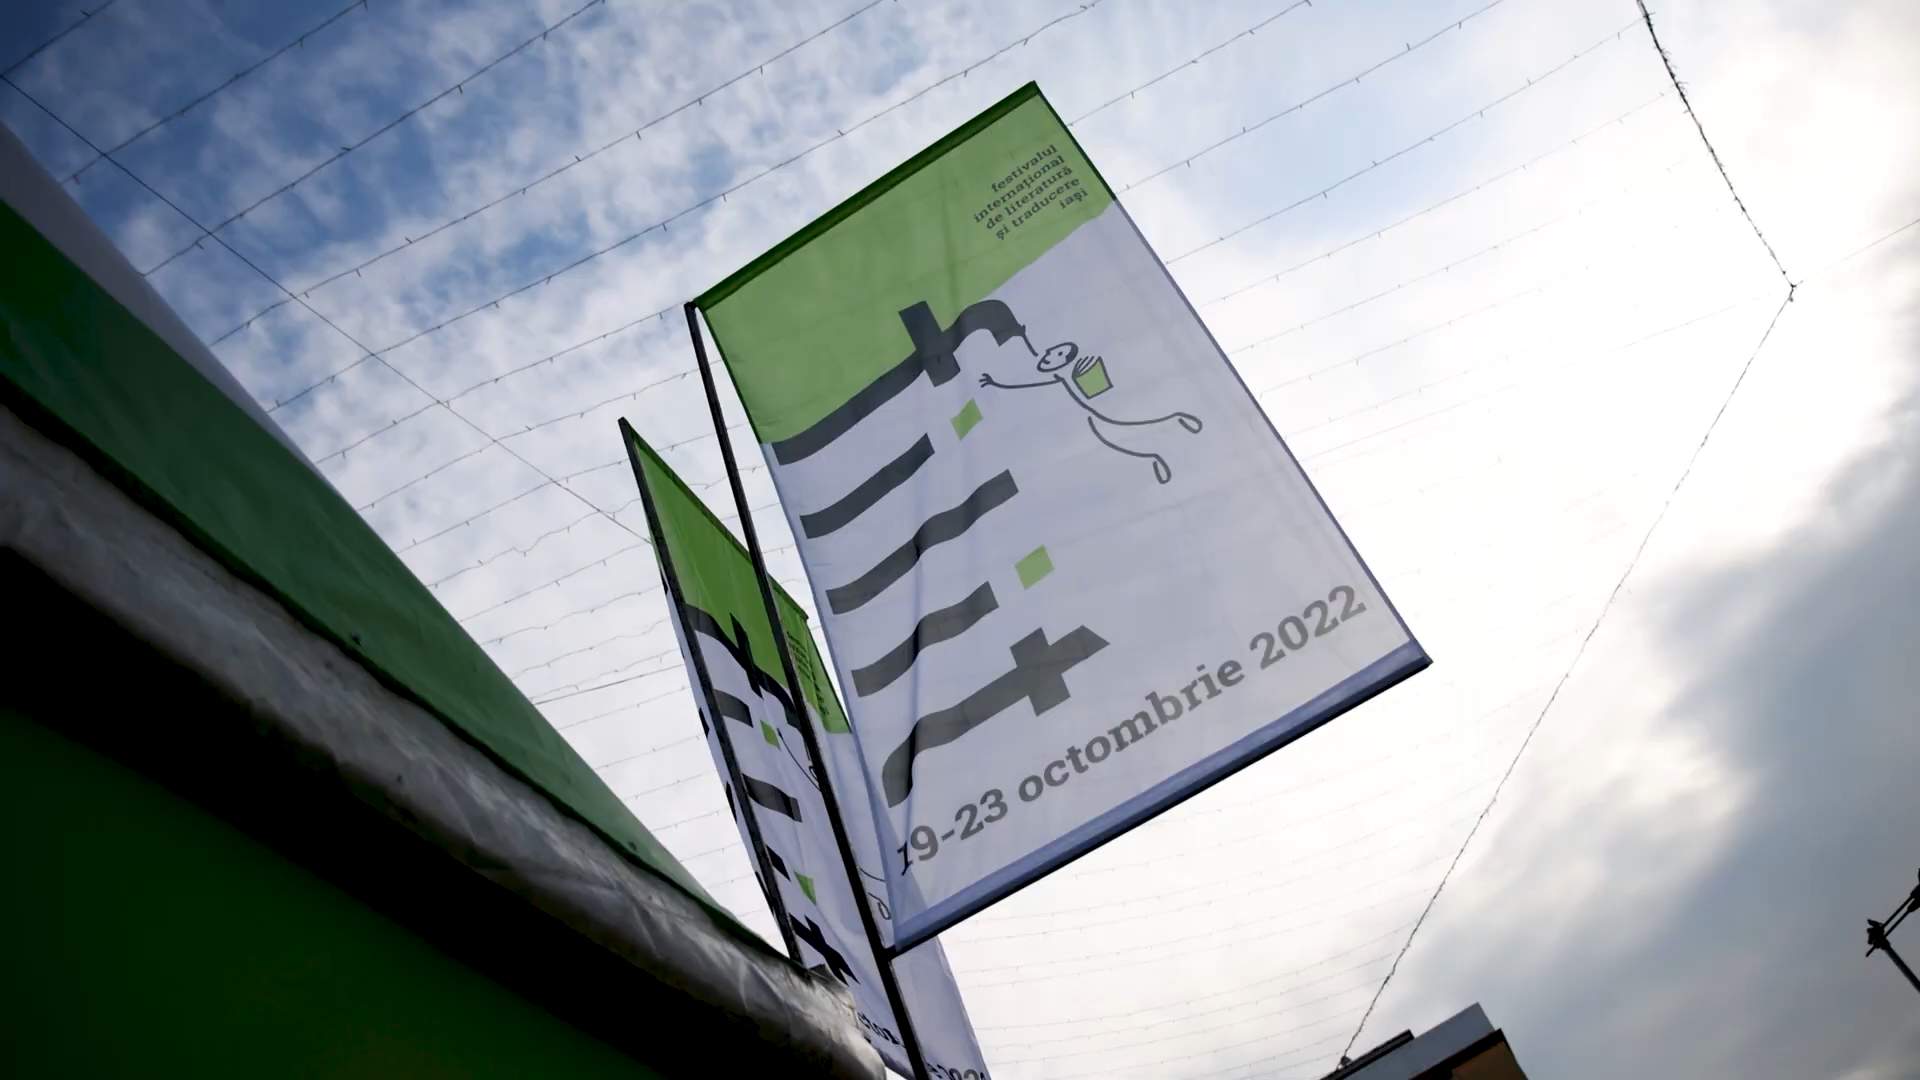 festivalul
internațional
de literatură
și traducere
iași
19-23 octombrie 2022